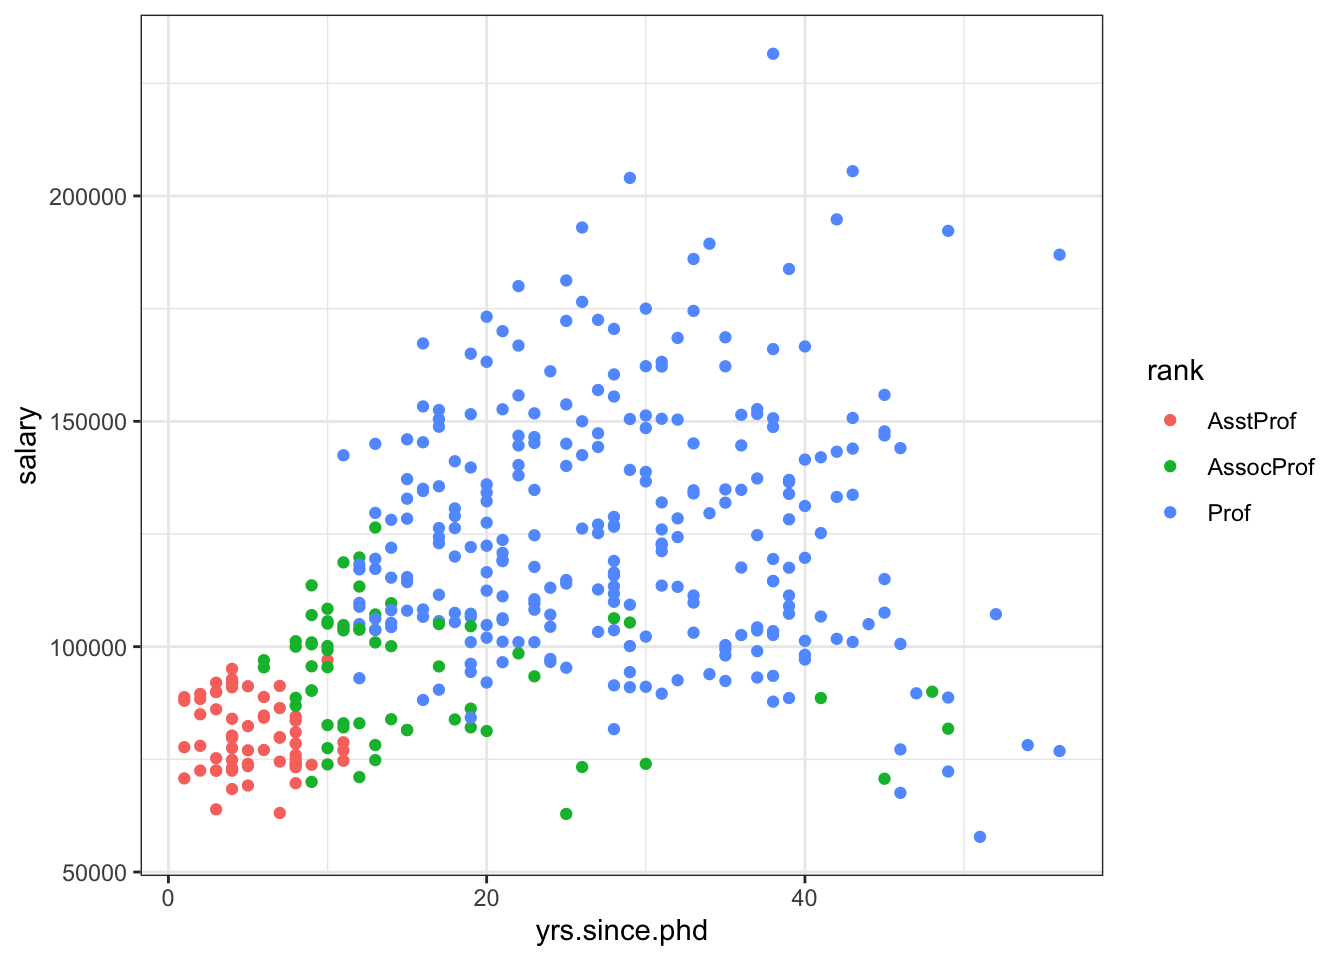 200000
150000
100000
50000
salary
0
20
40
yrs.since.phd
rank
AsstProf
AssocProf
Prof